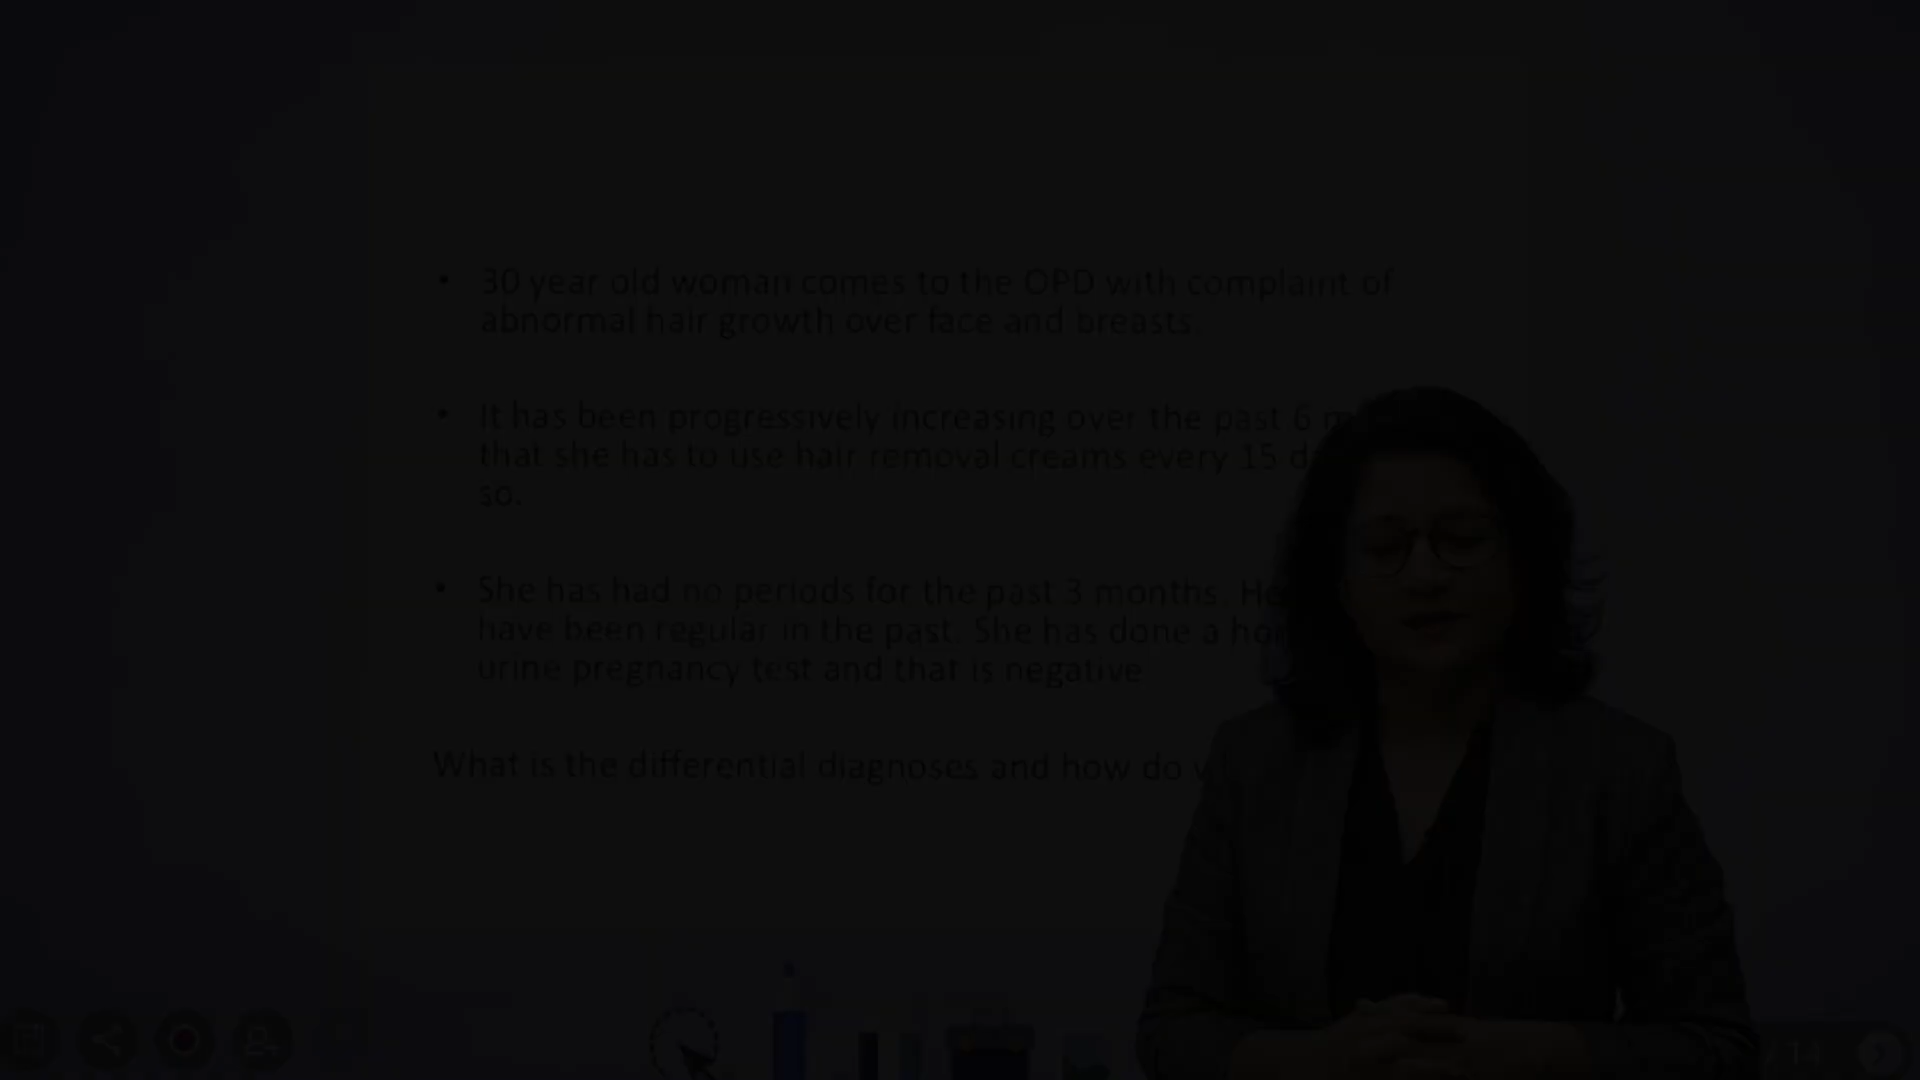 • 30 year old woman comes to the OPD with complaint of
abnormal hair growth over face and breasts.
• It has been progressively increasing over the past 6
that she has to use hair removal creams every 15
so.
• She has had no periods for the past 3 months.
have been regular in the past. She has done a
urine pregnancy test and that is negative
What is the differential diagnoses and how do